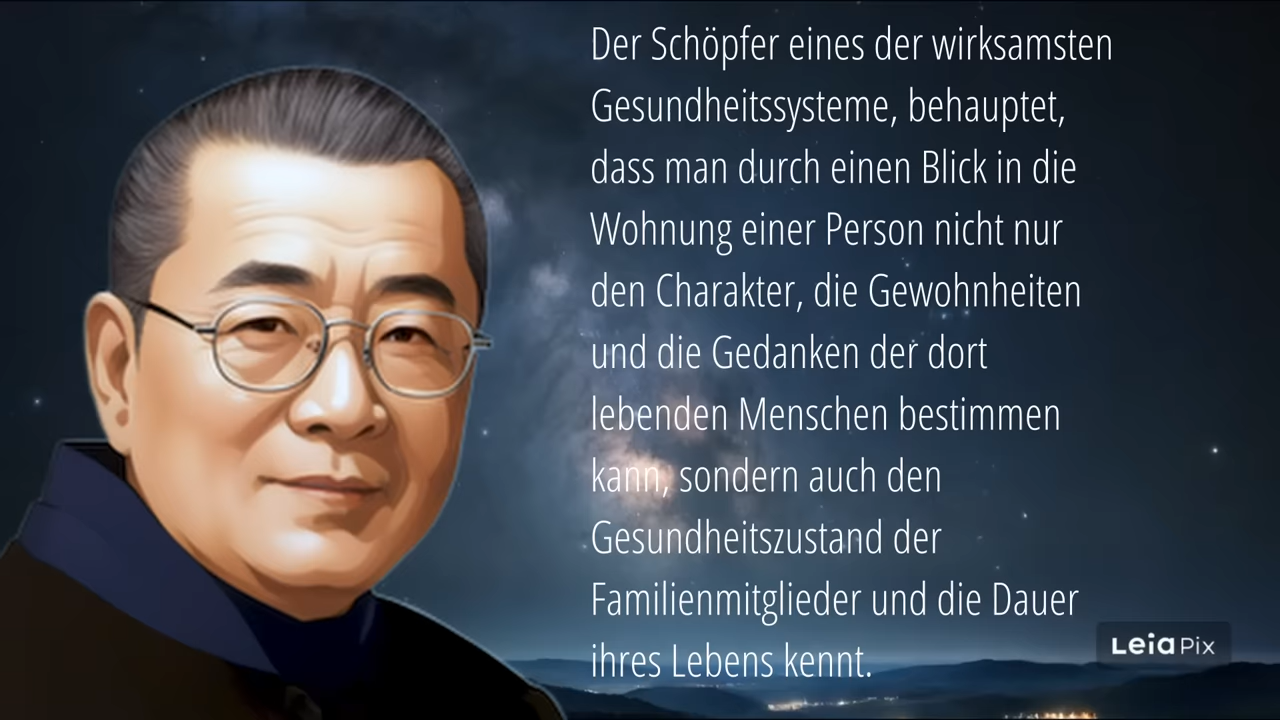 Der Schöpfer eines der wirksamsten
Gesundheitssysteme, behauptet,
dass man durch einen Blick in die
Wohnung einer Person nicht nur
den Charakter, die Gewohnheiten
und die Gedanken der dort
lebenden Menschen bestimmen
kann, sondern auch den
Gesundheitszustand der
Familienmitglieder und die Dauer
ihres Lebens kennt.
Leia Pix